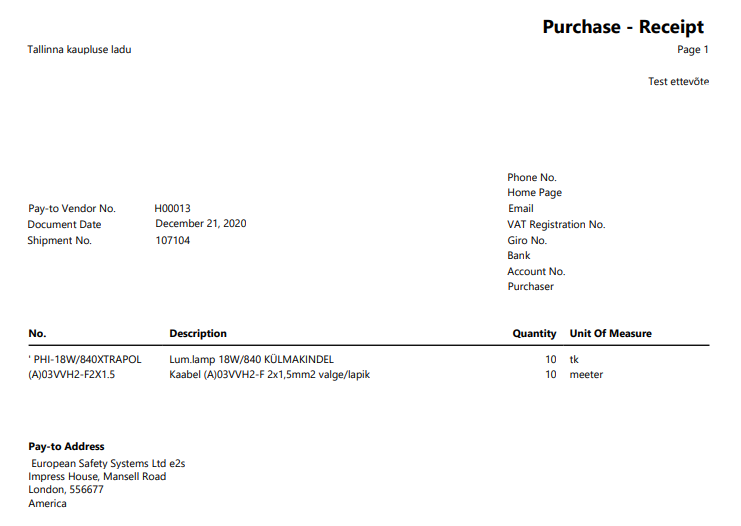 Purchase - Receipt
Tallinna kaupluse ladu Page 1
Test ettevõte
Phone No.
Home Page
Pay-to Vendor No. H00013 Email
Document Date December 21, 2020 VAT Registration No.
Shipment No. 107104 Giro No.
Bank
Account No.
Purchaser
No. Description Quantity Unit Of Measure
' PHI-18W/840XTRAPOL Lum.lamp 18W/840 KÜLMAKINDEL 10 tk
(A)03VVH2-F2X1.5 Kaabel (A)03VVH2-F 2x1,5mm2 valge/lapik 10 meeter
Pay-to Address
European Safety Systems Ltd e2s
Impress House, Mansell Road
London, 556677
America